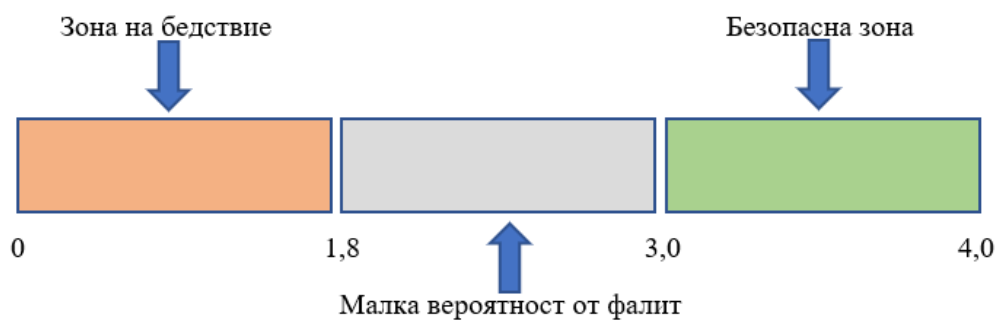 Зона на бедствие
Безопасна зона
0
1,8
3,0
4,0
Малка вероятност от фалит